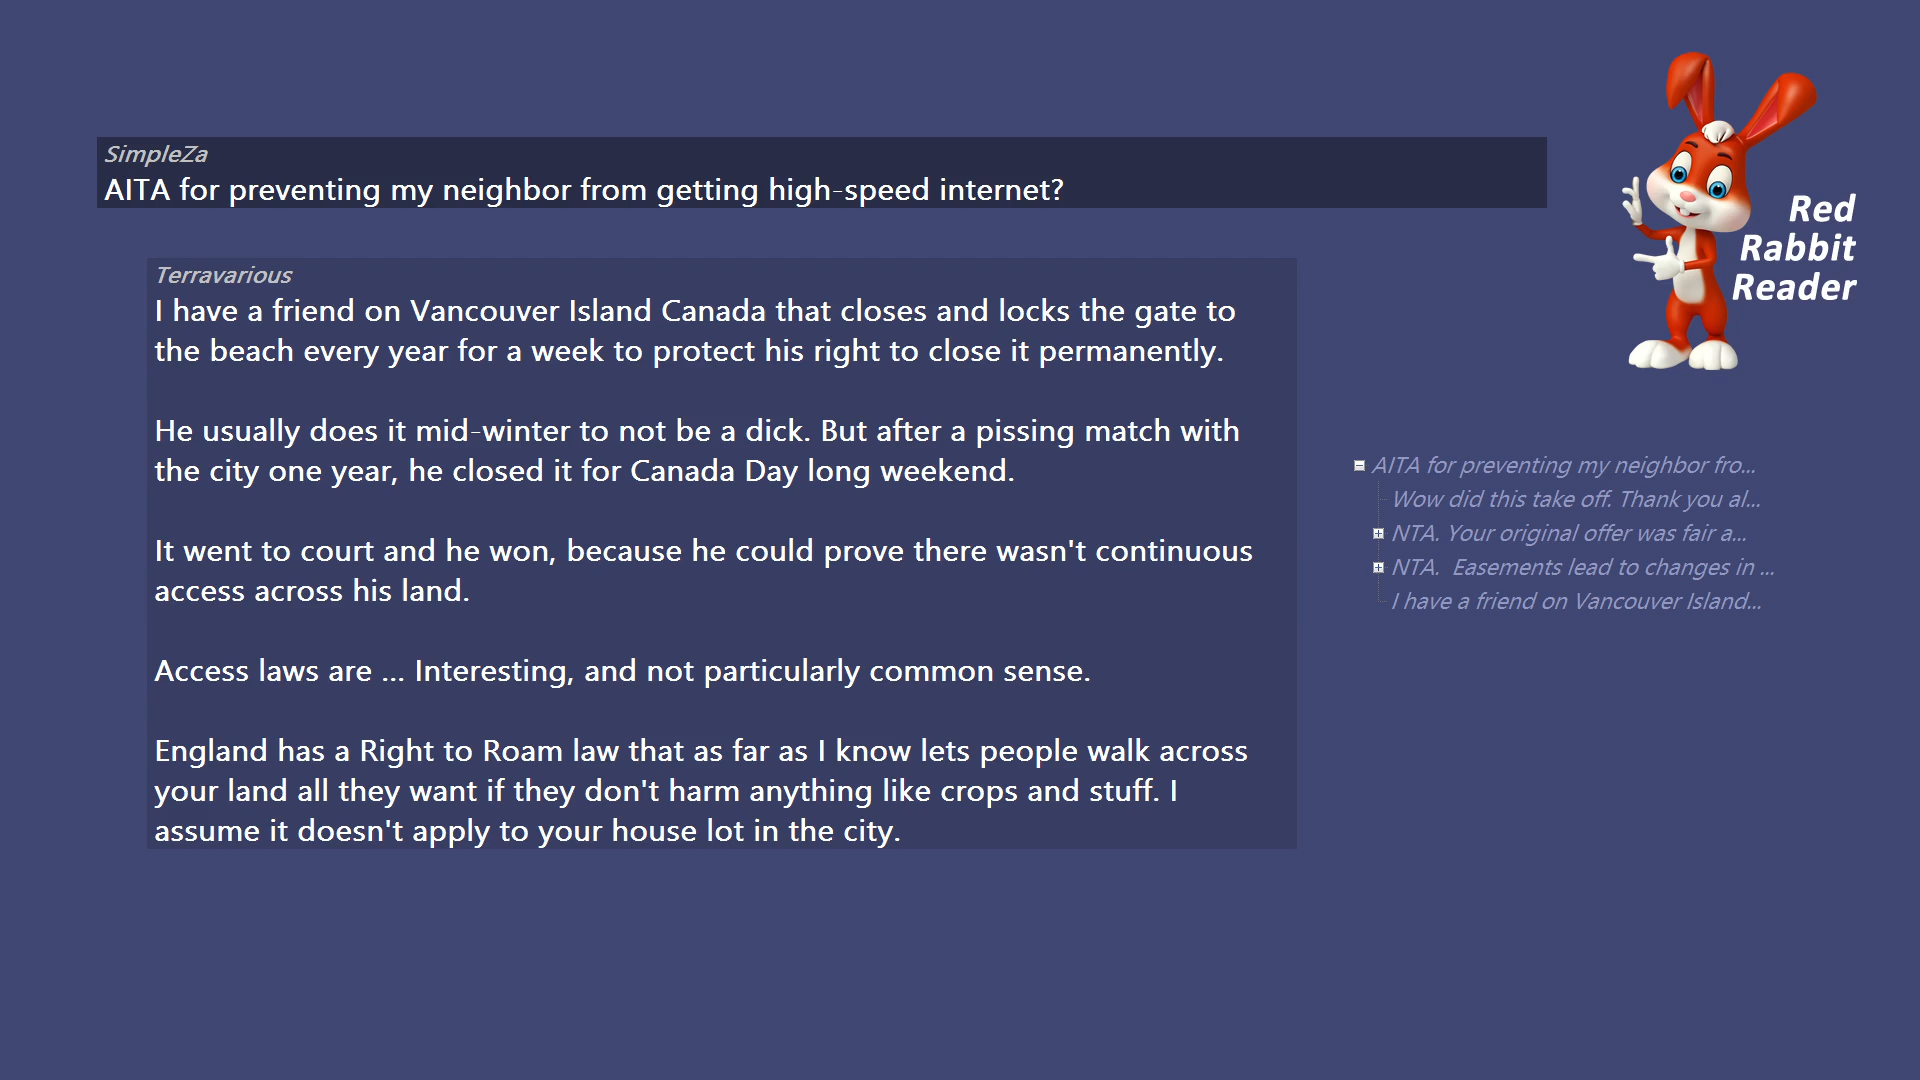 SimpleZa
AITA for preventing my neighbor from getting high-speed internet?
Terravarious
I have a friend on Vancouver Island Canada that closes and locks the gate to
the beach every year for a week to protect his right to close it permanently.
He usually does it mid-winter to not be a dick. But after a pissing match with
the city one year, he closed it for Canada Day long weekend.
It went to court and he won, because he could prove there wasn't continuous
access across his land.
Access laws are ... Interesting, and not particularly common sense.
England has a Right to Roam law that as far as I know lets people walk across
your land all they want if they don't harm anything like crops and stuff. I
assume it doesn't apply to your house lot in the city.
Red
Rabbit
Reader
AITA for preventing my neighbor fro...
Wow did this take off. Thank you al...
NTA. Your original offer was fair a...
NTA.  Easements lead to changes in ...
I have a friend on Vancouver Island...